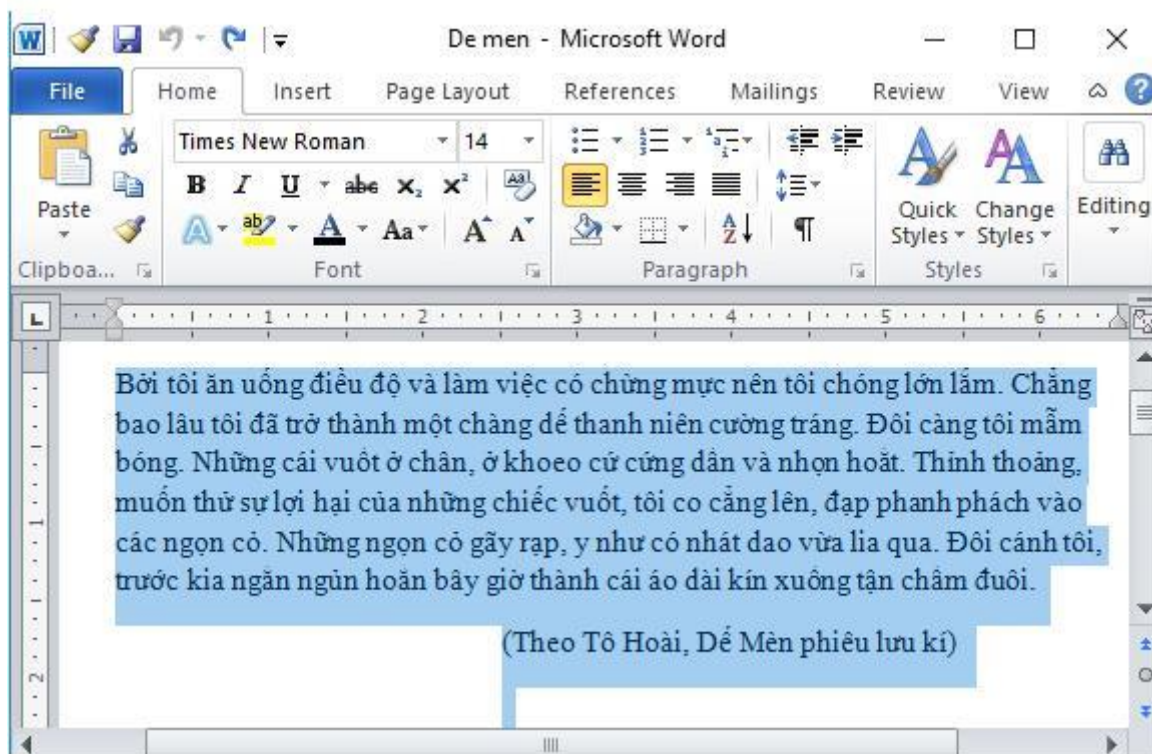 De men - Microsoft Word
File Home Insert Page Layout References Mailings Review View
Times New Roman 14
Paste
Quick Styles Change Styles Editing
Clipboa... Font Paragraph Styles
1 2 3 4 5 6
Bởi tôi ăn uống điều độ và làm việc có chừng mực nên tôi chóng lớn lắm. Chẳng
bao lâu tôi đã trở thành một chàng dế thanh niên cường tráng. Đôi càng tôi mẫm
bóng. Những cái vuốt ở chân, ở khoeo cứ cứng dần và nhọn hoắt. Thỉnh thoảng,
muốn thử sự lợi hại của những chiếc vuốt, tôi co cẳng lên, đạp phanh phách vào
các ngọn cỏ. Những ngọn cỏ gãy rạp, y như có nhát dao vừa lia qua. Đôi cánh tôi,
trước kia ngắn ngủn hoẳn bây giờ thành cái áo dài kín xuống tận chấm đuôi.
(Theo Tô Hoài, Dế Mèn phiêu lưu kí)